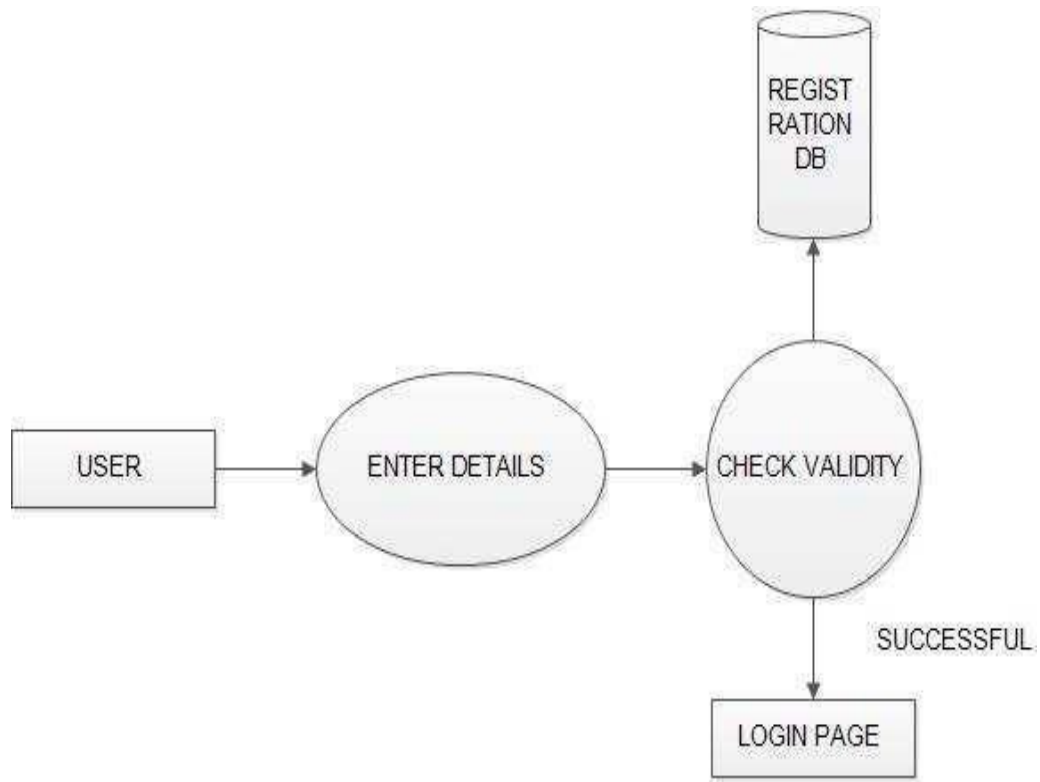 REGIST
RATION
DB
USER
ENTER DETAILS
CHECK VALIDITY
SUCCESSFUL
LOGIN PAGE